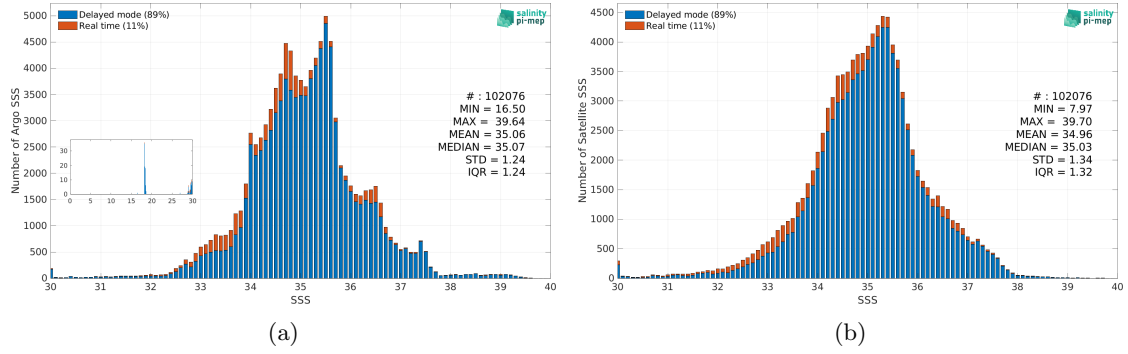 Delayed mode (89%)
Real time (11%)
salinity
pi-mep
5000
4500
4000
3500
3000
2500
2000
1500
1000
500
0
Number of Argo SSS
# : 102076
MIN = 16.50
MAX = 39.64
MEAN = 35.06
MEDIAN = 35.07
STD = 1.24
IQR = 1.24
30
20
10
0
0 5 10 15 20 25 30
30 31 32 33 34 35 36 37 38 39 40
SSS
(a)
Delayed mode (89%)
Real time (11%)
salinity
pi-mep
4500
4000
3500
3000
2500
2000
1500
1000
500
0
Number of Satellite SSS
# : 102076
MIN = 7.97
MAX = 39.70
MEAN = 34.96
MEDIAN = 35.03
STD = 1.34
IQR = 1.32
30 31 32 33 34 35 36 37 38 39 40
SSS
(b)